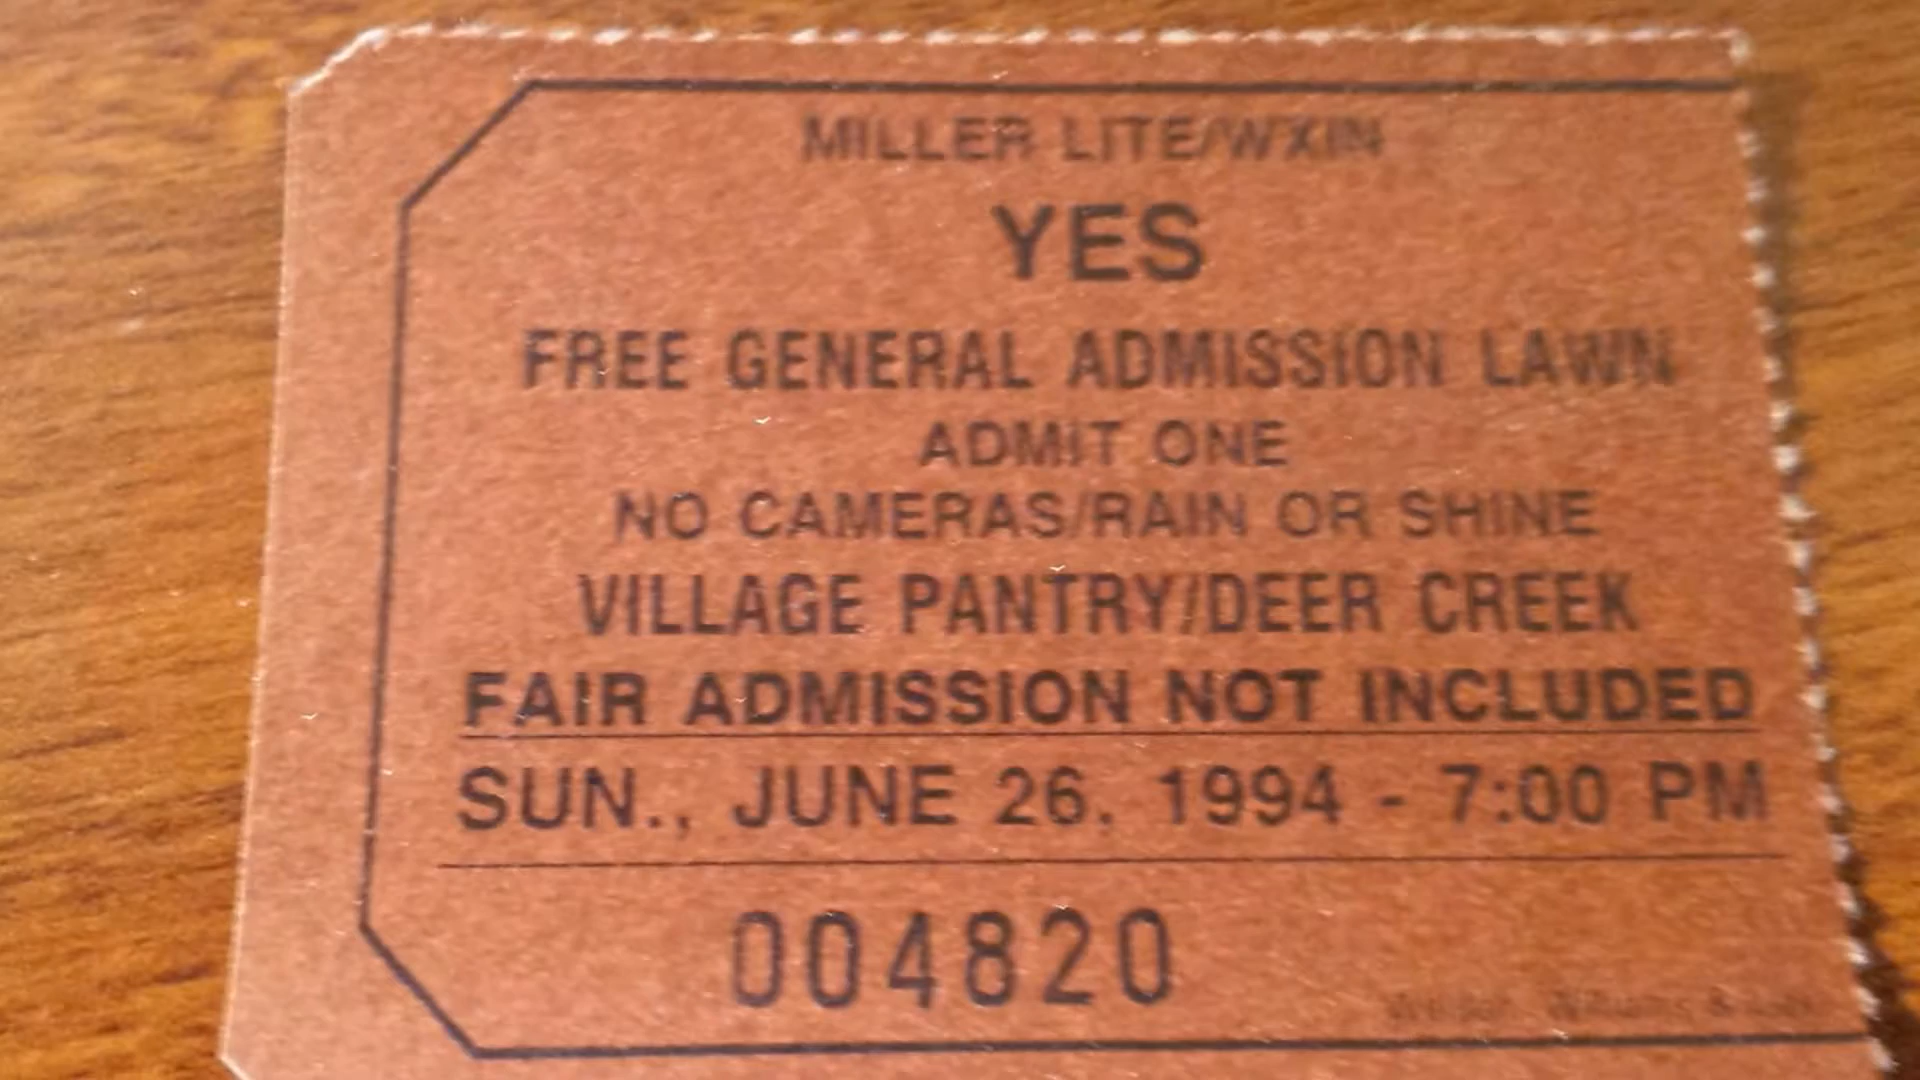 MILLER LITE/WXIN
YES
FREE GENERAL ADMISSION LAWN
ADMIT ONE
NO CAMERAS/RAIN OR SHINE
VILLAGE PANTRY/DEER CREEK
FAIR ADMISSION NOT INCLUDED
SUN., JUNE 26, 1994 - 7:00 PM
004820